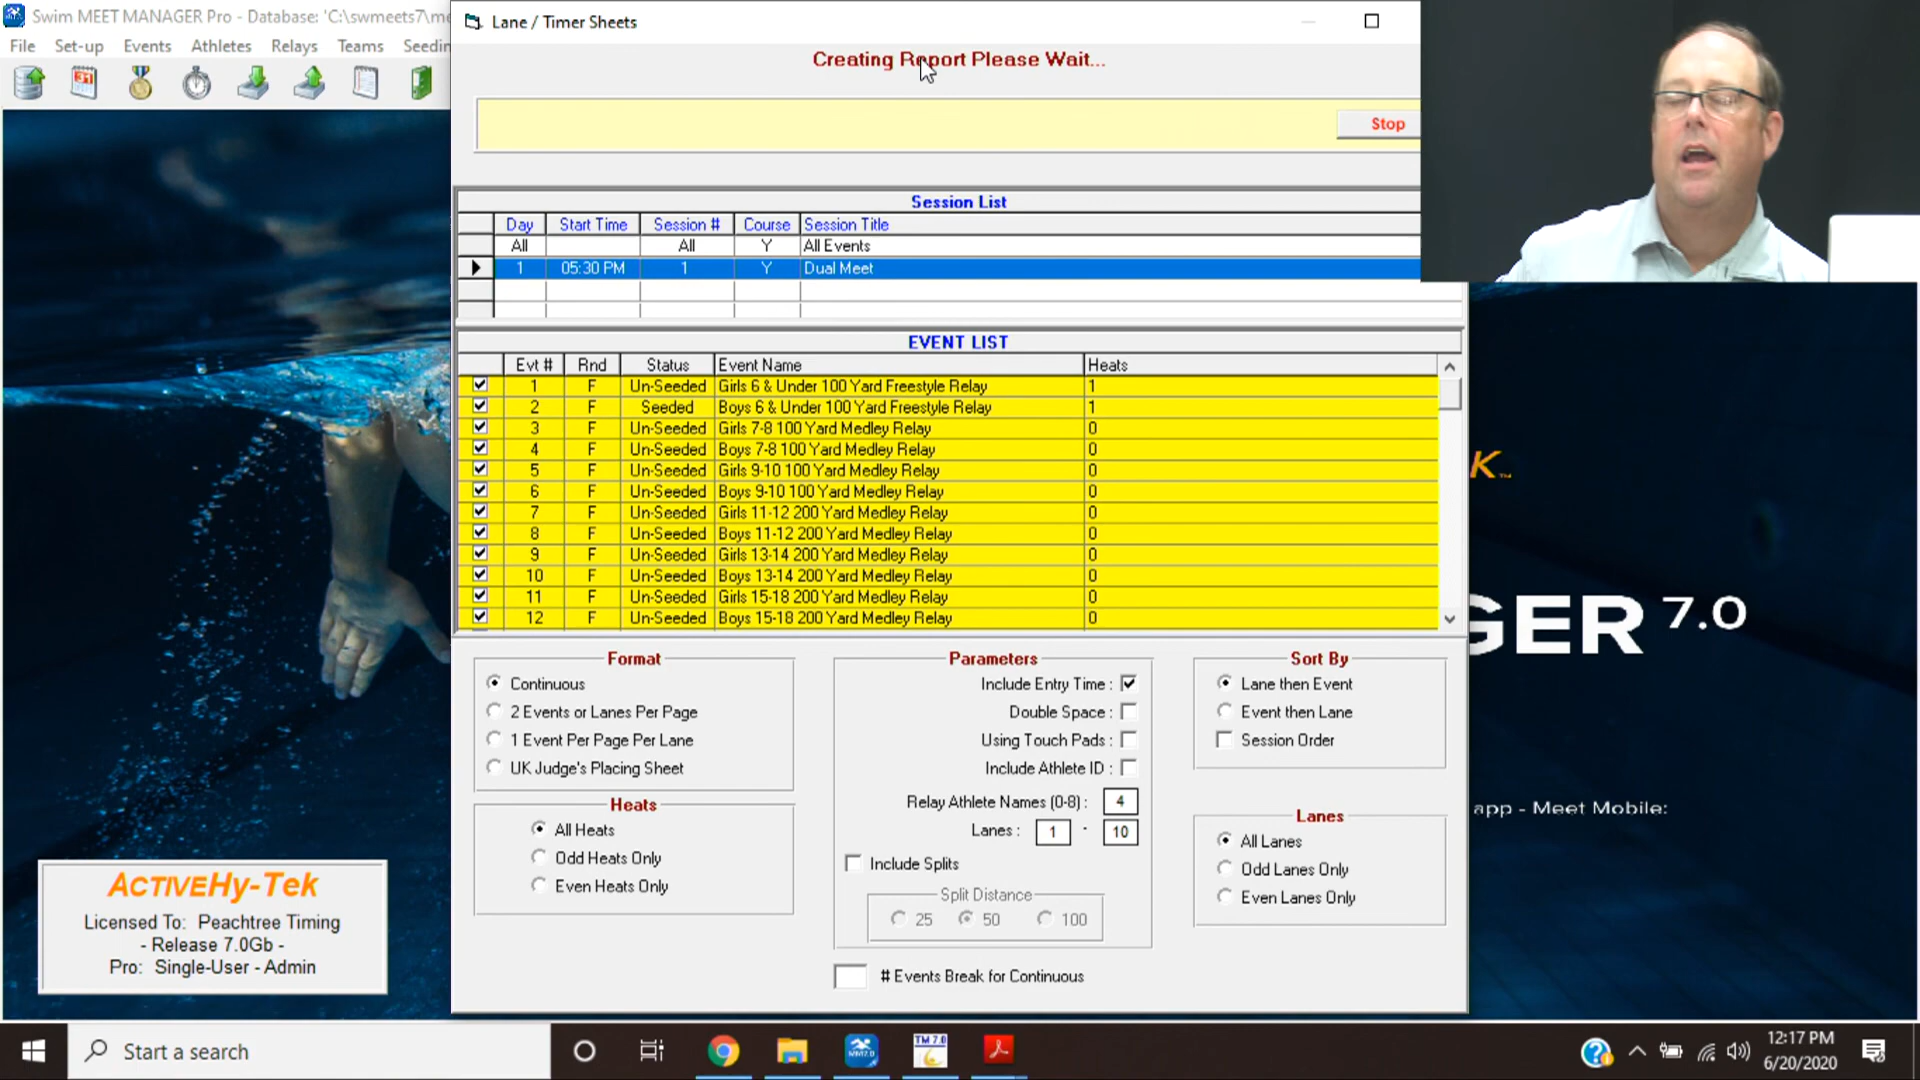 Swim MEET MANAGER Pro - Database: 'C:\swmeets7\me
File Set-up Events Athletes Relays Teams Seedin
Lane / Timer Sheets
Creating Report Please Wait...
Stop
Session List
Day Start Time Session # Course Session Title
All All Y All Events
1 05:30 PM 1 Y Dual Meet
EVENT LIST
Evt # Rnd Status Event Name Heats
1 F Un-Seeded Girls 6 & Under 100 Yard Freestyle Relay 1
2 F Seeded Boys 6 & Under 100 Yard Freestyle Relay 1
3 F Un-Seeded Girls 7-8 100 Yard Medley Relay 0
4 F Un-Seeded Boys 7-8 100 Yard Medley Relay 0
5 F Un-Seeded Girls 9-10 100 Yard Medley Relay 0
6 F Un-Seeded Boys 9-10 100 Yard Medley Relay 0
7 F Un-Seeded Girls 11-12 200 Yard Medley Relay 0
8 F Un-Seeded Boys 11-12 200 Yard Medley Relay 0
9 F Un-Seeded Girls 13-14 200 Yard Medley Relay 0
10 F Un-Seeded Boys 13-14 200 Yard Medley Relay 0
11 F Un-Seeded Girls 15-18 200 Yard Medley Relay 0
12 F Un-Seeded Boys 15-18 200 Yard Medley Relay 0
Format
Continuous
2 Events or Lanes Per Page
1 Event Per Page Per Lane
UK Judge's Placing Sheet
Heats
All Heats
Odd Heats Only
Even Heats Only
Parameters
Include Entry Time :
Double Space :
Using Touch Pads :
Include Athlete ID :
Relay Athlete Names (0-8) : 4
Lanes : 1 - 10
Include Splits
Split Distance
25 50 100
# Events Break for Continuous
Sort By
Lane then Event
Event then Lane
Session Order
Lanes
All Lanes
Odd Lanes Only
Even Lanes Only
K™
GER 7.0
app - Meet Mobile:
ACTIVEHy-Tek
Licensed To: Peachtree Timing
- Release 7.0Gb -
Pro: Single-User - Admin
Start a search
MM7.0
TM 7.0
12:17 PM
6/20/2020